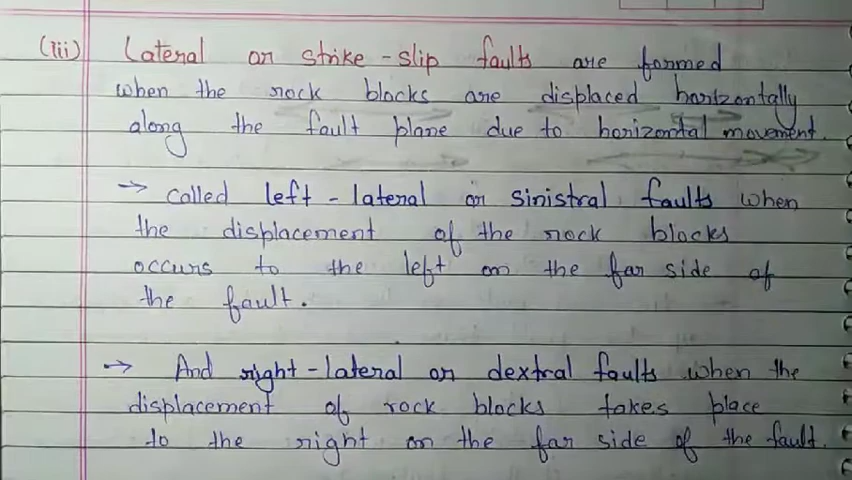 (iii) Lateral or strike-slip faults are formed
when the rock blocks are displaced horizontally
along the fault plane due to horizontal movement.
→ called left-lateral or sinistral faults when
the displacement of the rock blocks
occurs to the left on the far side of
the fault.
→ And right-lateral or dextral faults when the
displacement of rock blocks takes place
to the right on the far side of the fault.